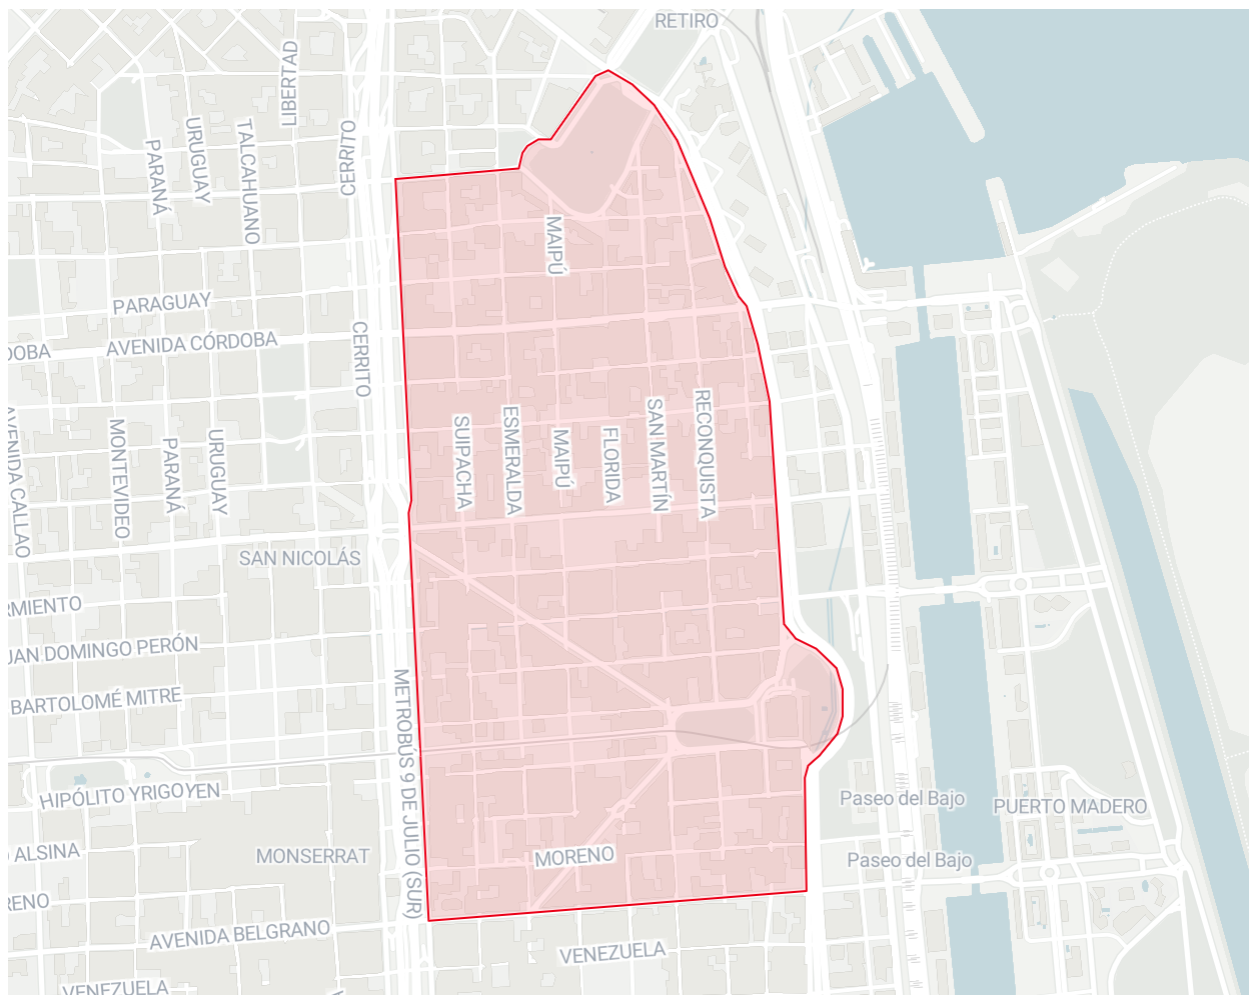 RETIRO
LIBERTAD
CERRITO
URUGUAY
TALCAHUANO
PARANÁ
MAIPÚ
PARAGUAY
AVENIDA CÓRDOBA
DOBA
CERRITO
AVENIDA CALLAO
MONTEVIDEO
PARANÁ
URUGUAY
SUIPACHA
ESMERALDA
MAIPÚ
FLORIDA
SAN MARTÍN
RECONQUISTA
SAN NICOLÁS
RMIENTO
UAN DOMINGO PERÓN
BARTOLOMÉ MITRE
METROBÚS 9 DE JULIO (SUR)
HIPÓLITO YRIGOYEN
Paseo del Bajo
PUERTO MADERO
ALSINA
MONSERRAT
MORENO
Paseo del Bajo
RENO
AVENIDA BELGRANO
VENEZUELA
VENEZUELA